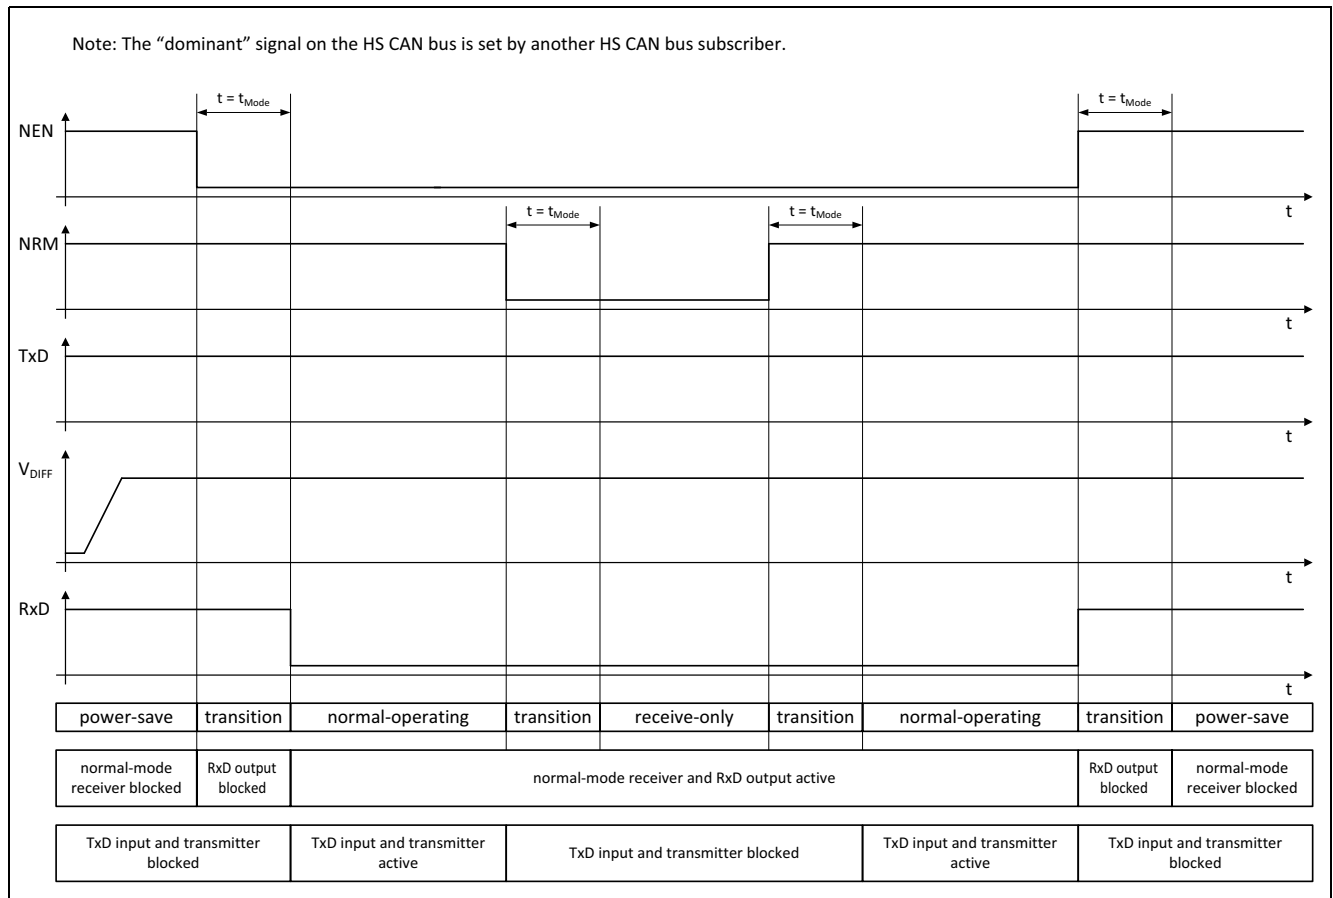 Note: The “dominant” signal on the HS CAN bus is set by another HS CAN bus subscriber.
t = tMode
t = tMode
NEN
t
t = tMode
t = tMode
NRM
t
TxD
t
VDIFF
t
RxD
t
power-save
transition
normal-operating
transition
receive-only
transition
normal-operating
transition
power-save
normal-mode
receiver blocked
RxD output
blocked
normal-mode receiver and RxD output active
RxD output
blocked
normal-mode
receiver blocked
TxD input and transmitter
blocked
TxD input and transmitter
active
TxD input and transmitter blocked
TxD input and transmitter
active
TxD input and transmitter
blocked